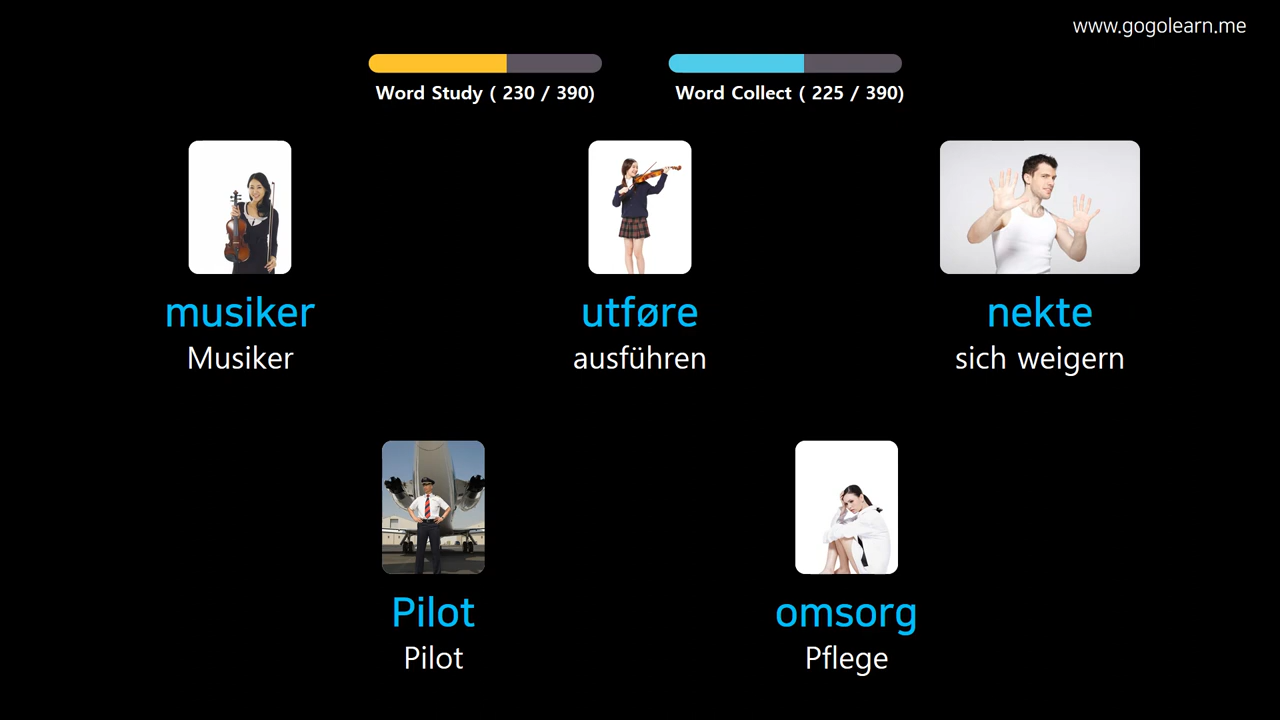 www.gogolearn.me
Word Study ( 230 / 390)
Word Collect ( 225 / 390)
musiker
Musiker
utføre
ausführen
nekte
sich weigern
Pilot
Pilot
omsorg
Pflege